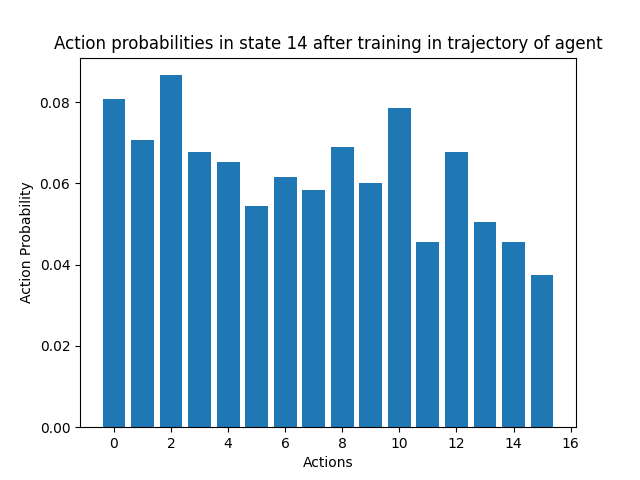 Action probabilities in state 14 after training in trajectory of agent
0.08
0.06
0.04
0.02
0.00
Action Probability
0 2 4 6 8 10 12 14 16
Actions